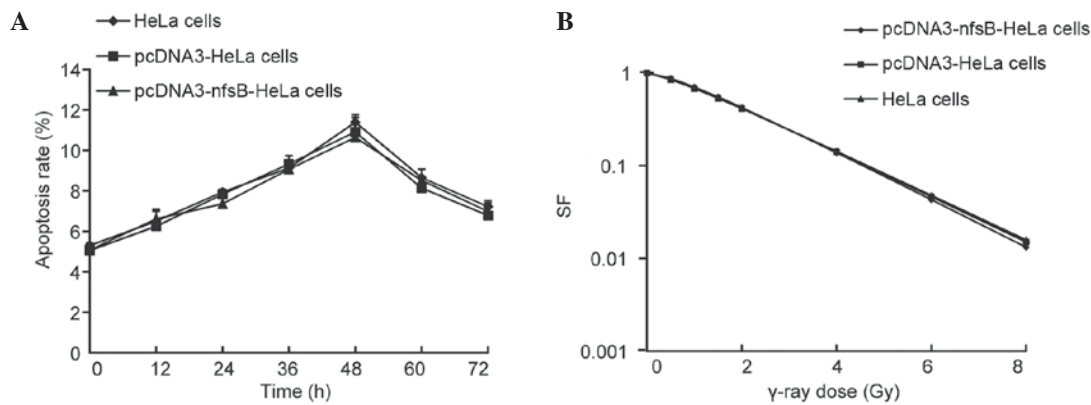 A
HeLa cells
pcDNA3-HeLa cells
pcDNA3-nfsB-HeLa cells
14
12
10
8
6
4
2
0
Apoptosis rate (%)
0 12 24 36 48 60 72
Time (h)
B
pcDNA3-nfsB-HeLa cells
pcDNA3-HeLa cells
HeLa cells
1
0.1
0.01
0.001
SF
0 2 4 6 8
γ-ray dose (Gy)